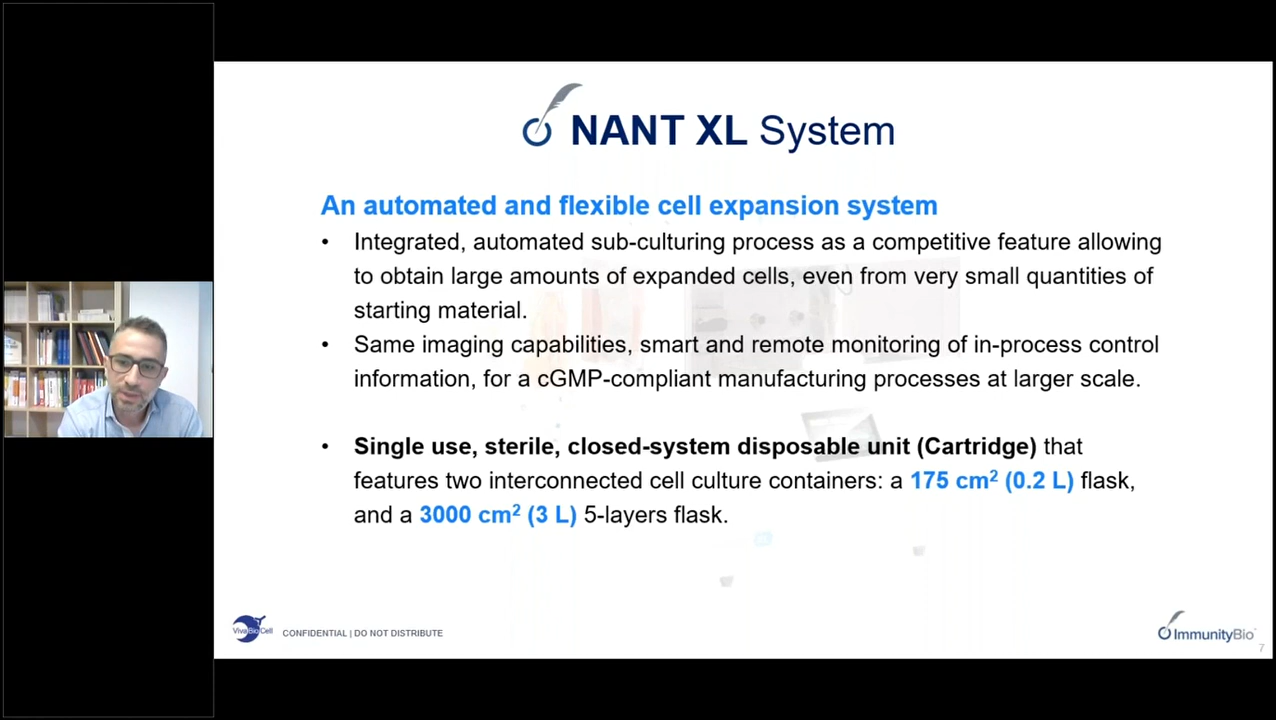 NANT XL System
An automated and flexible cell expansion system
• Integrated, automated sub-culturing process as a competitive feature allowing
to obtain large amounts of expanded cells, even from very small quantities of
starting material.
• Same imaging capabilities, smart and remote monitoring of in-process control
information, for a cGMP-compliant manufacturing processes at larger scale.
• Single use, sterile, closed-system disposable unit (Cartridge) that
features two interconnected cell culture containers: a 175 cm² (0.2 L) flask,
and a 3000 cm² (3 L) 5-layers flask.
VivaBioCell
CONFIDENTIAL | DO NOT DISTRIBUTE
ImmunityBio™
7